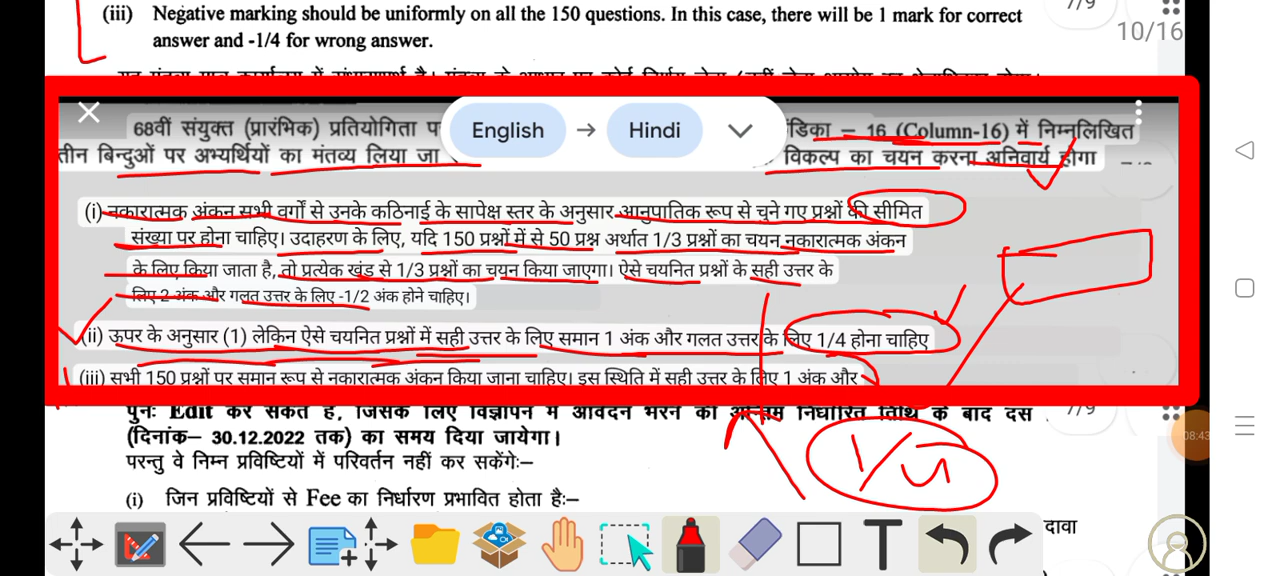 (iii) Negative marking should be uniformly on all the 150 questions. In this case, there will be 1 mark for correct
answer and -1/4 for wrong answer.
7/9
10/16
English → Hindi
68वीं संयुक्त (प्रारंभिक) प्रतियोगिता प डिका – 16 (Column-16) में निम्नलिखित
तीन बिन्दुओं पर अभ्यर्थियों का मंतव्य लिया जा विकल्प का चयन करना अनिवार्य होगा
(i) नकारात्मक अंकन सभी वर्गों से उनके कठिनाई के सापेक्ष स्तर के अनुसार आनुपातिक रूप से चुने गए प्रश्नों की सीमित
संख्या पर होना चाहिए। उदाहरण के लिए, यदि 150 प्रश्नों में से 50 प्रश्न अर्थात 1/3 प्रश्नों का चयन नकारात्मक अंकन
के लिए किया जाता है, तो प्रत्येक खंड से 1/3 प्रश्नों का चयन किया जाएगा। ऐसे चयनित प्रश्नों के सही उत्तर के
लिए 2 अंक और गलत उत्तर के लिए -1/2 अंक होने चाहिए।
(ii) ऊपर के अनुसार (1) लेकिन ऐसे चयनित प्रश्नों में सही उत्तर के लिए समान 1 अंक और गलत उत्तर के लिए 1/4 होना चाहिए
(iii) सभी 150 प्रश्नों पर समान रूप से नकारात्मक अंकन किया जाना चाहिए। इस स्थिति में सही उत्तर के लिए 1 अंक और
पुनः Edit कर सकते है, जिसके लिए विज्ञापन में आवेदन भरने की अन्तिम निर्धारित तिथि के बाद दस
7/9
(दिनांक– 30.12.2022 तक) का समय दिया जायेगा।
08:43
परन्तु वे निम्न प्रविष्टियों में परिवर्तन नहीं कर सकेंगेः–
1/4
(i) जिन प्रविष्टियों से Fee का निर्धारण प्रभावित होता हैः–
दावा
T